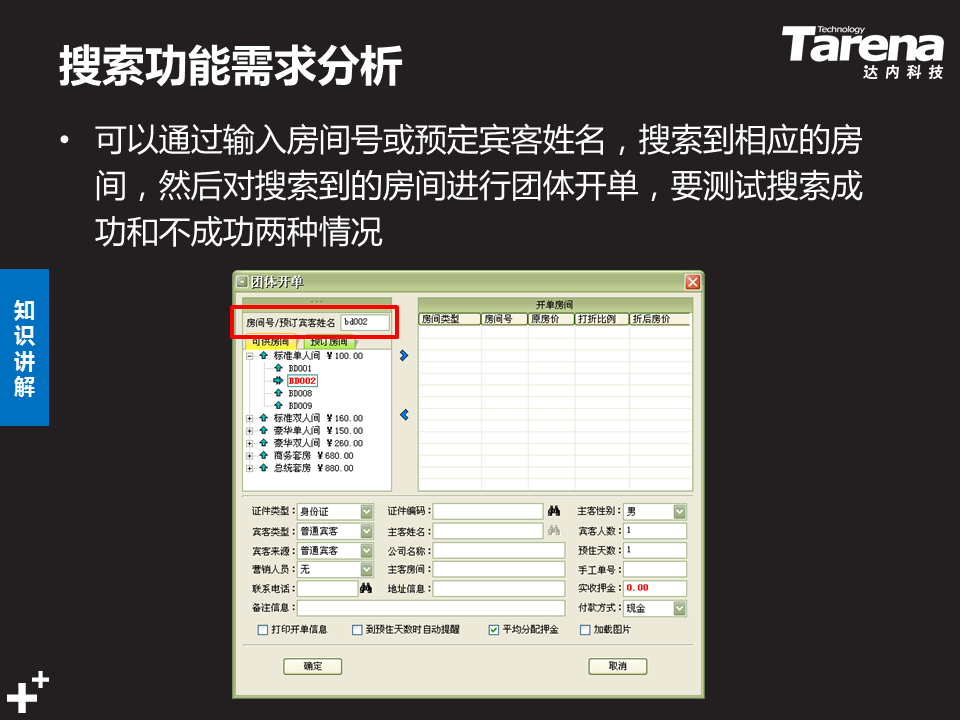 搜索功能需求分析
Technology
Tarena
达内科技
• 可以通过输入房间号或预定宾客姓名，搜索到相应的房
间，然后对搜索到的房间进行团体开单，要测试搜索成
功和不成功两种情况
知识讲解
团体开单
...
开单房间
房间号/预订宾客姓名 bd002
房间类型 房间号 原房价 打折比例 折后房价
可供房间 预订房间
标准单人间 ￥100.00
BD001
BD002
BD008
BD009
标准双人间 ￥160.00
豪华单人间 ￥150.00
豪华双人间 ￥260.00
商务套房 ￥680.00
总统套房 ￥880.00
证件类型： 身份证 证件编码： 主客性别： 男
宾客类型： 普通宾客 主客姓名： 宾客人数： 1
宾客来源： 普通宾客 公司名称： 预住天数： 1
营销人员： 无 主客房间： 手工单号：
联系电话： 地址信息： 实收押金： 0.00
备注信息： 付款方式： 现金
打印开单信息 到预住天数时自动提醒 平均分配押金 加载图片
确定 取消